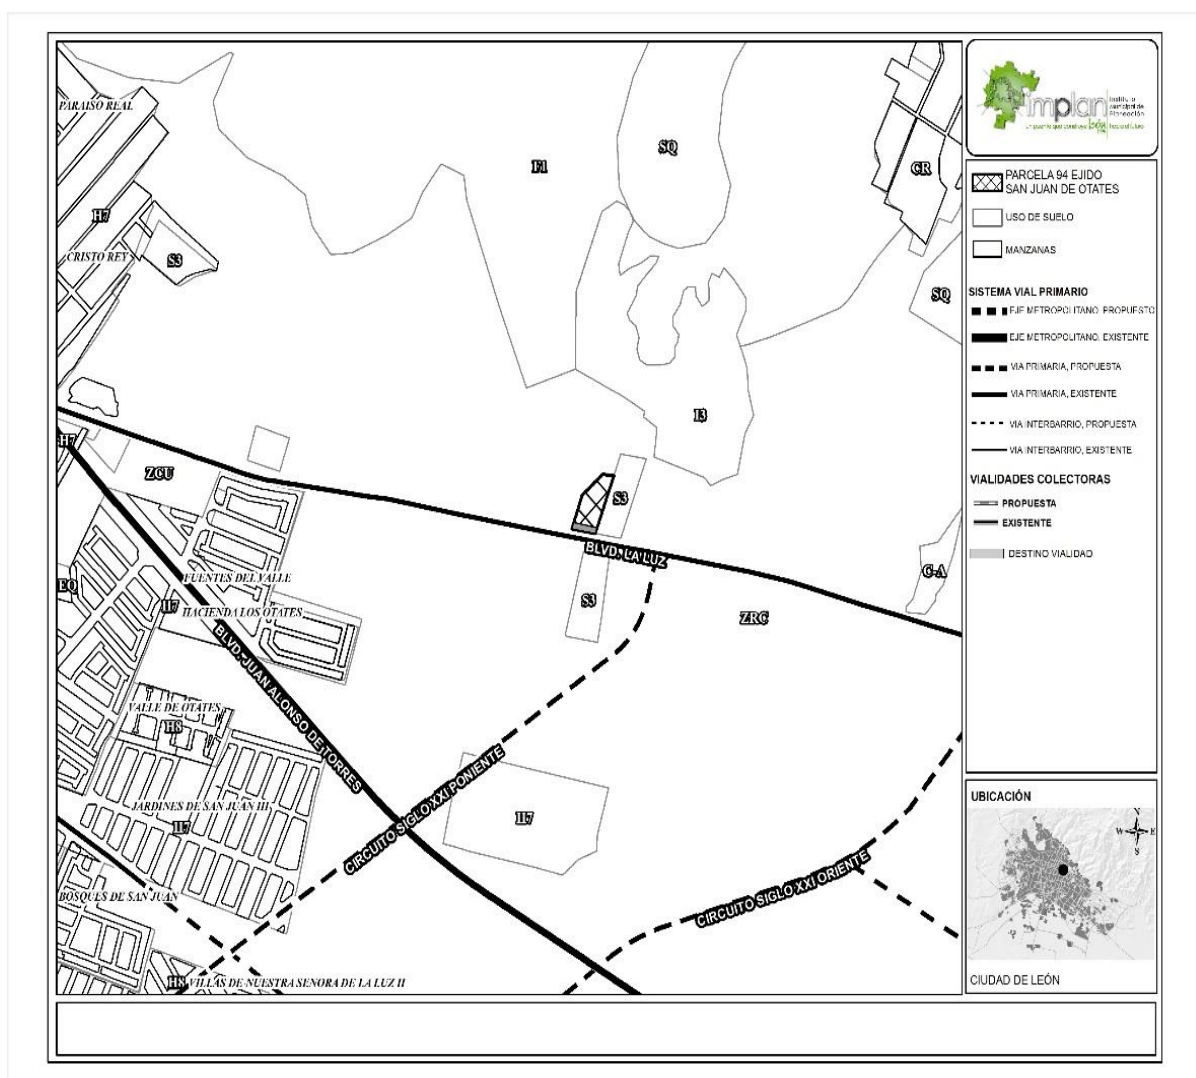 PARAISO REAL
F1
SQ
CR
H7
CRISTO REY
S3
SQ
I3
H7
ZCU
S3
BLVD. LA LUZ
EQ
FUENTES DEL VALLE
H7
HACIENDA LOS OTATES
S3
ZRC
C-A
BLVD. JUAN ALONSO DE TORRES
VALLE DE OTATES
H8
CIRCUITO SIGLO XXI PONIENTE
JARDINES DE SAN JUAN III
H7
H7
CIRCUITO SIGLO XXI ORIENTE
BOSQUES DE SAN JUAN
H8
VILLAS DE NUESTRA SENORA DE LA LUZ II
implan
Instituto
Municipal de
Planeación
PARCELA 94 EJIDO
SAN JUAN DE OTATES
USO DE SUELO
MANZANAS
SISTEMA VIAL PRIMARIO
EJE METROPOLITANO, PROPUESTO
EJE METROPOLITANO, EXISTENTE
VIA PRIMARIA, PROPUESTA
VIA PRIMARIA, EXISTENTE
VIA INTERBARRIO, PROPUESTA
VIA INTERBARRIO, EXISTENTE
VIALIDADES COLECTORAS
PROPUESTA
EXISTENTE
DESTINO VIALIDAD
UBICACIÓN
N
W E
S
CIUDAD DE LEÓN